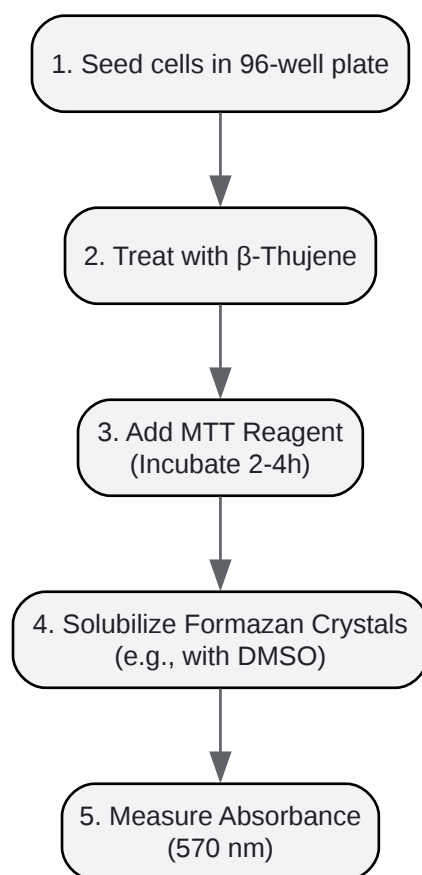 1. Seed cells in 96-well plate
2. Treat with β-Thujene
3. Add MTT Reagent
(Incubate 2-4h)
4. Solubilize Formazan Crystals
(e.g., with DMSO)
5. Measure Absorbance
(570 nm)